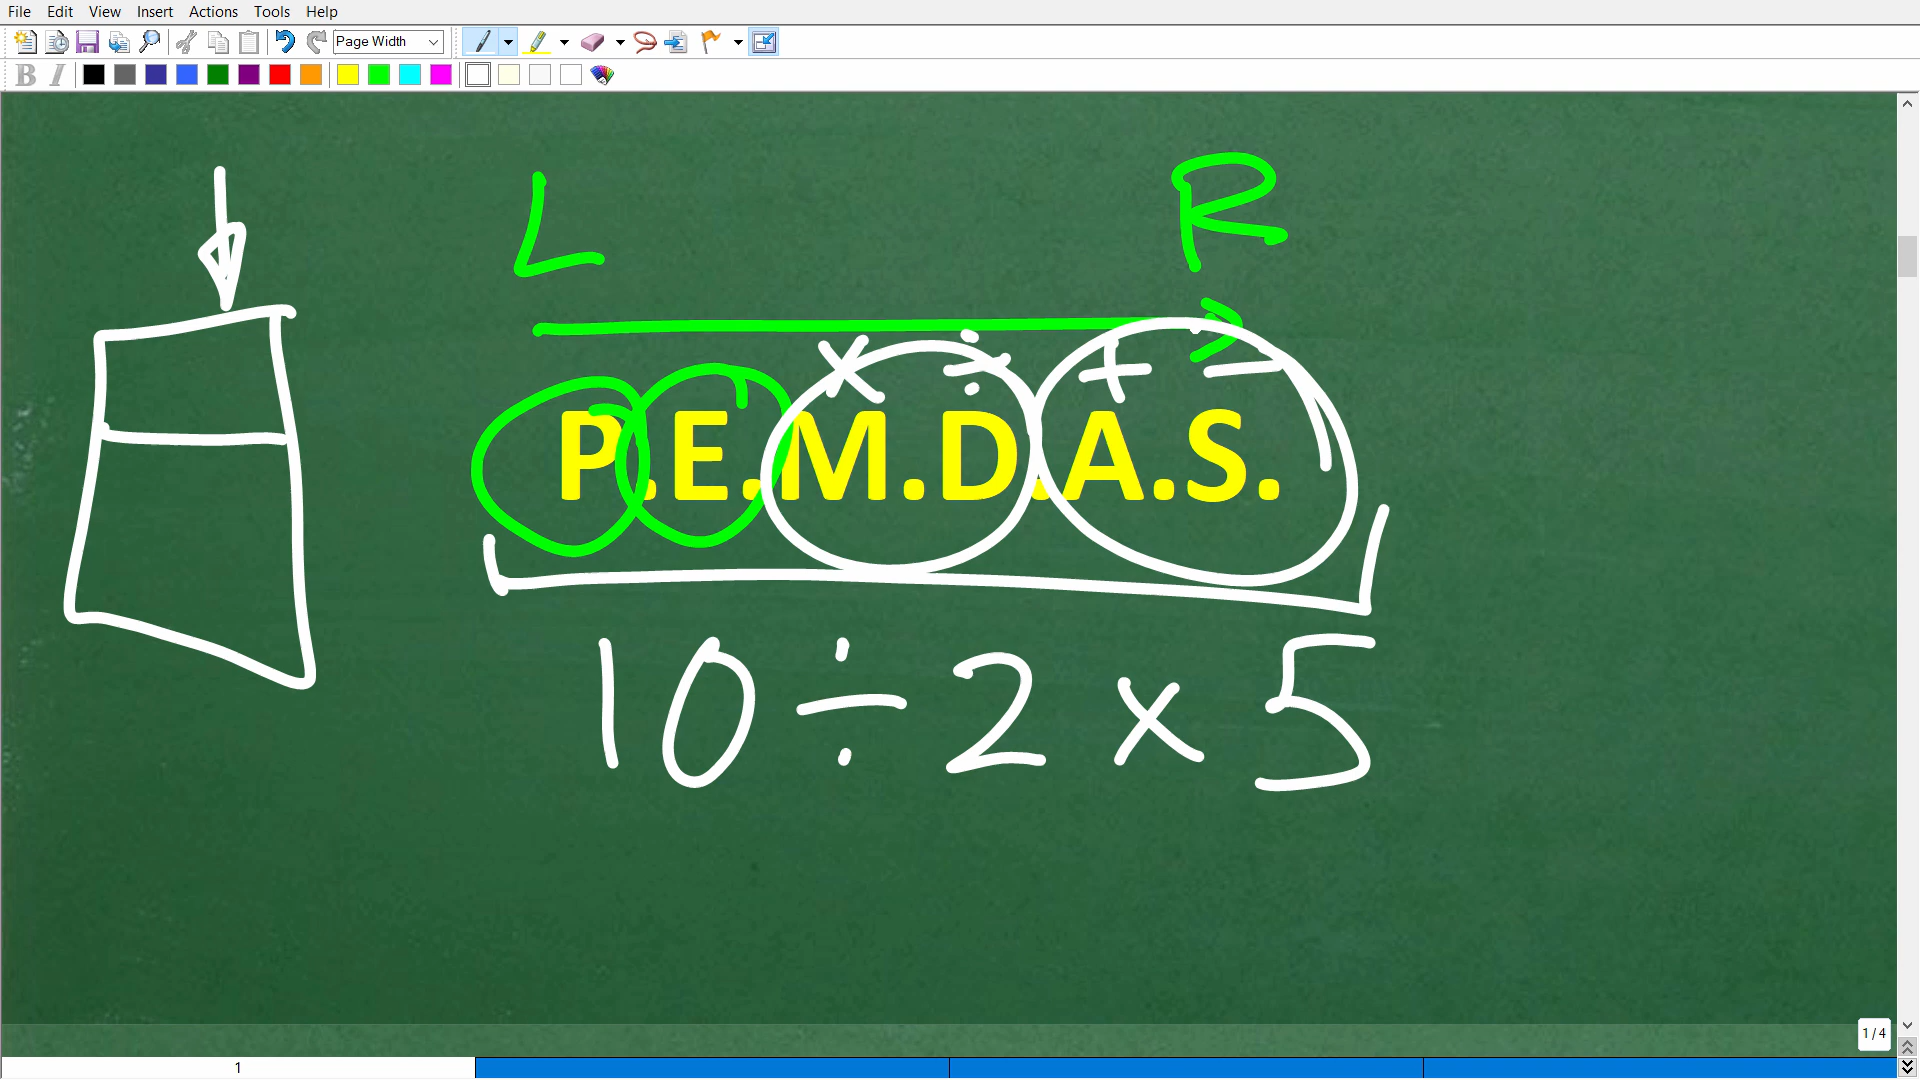 File Edit View Insert Actions Tools Help
Page Width
B I
L R
× ÷ + −
P.E.M.D.A.S.
10 ÷ 2 × 5
1 / 4
1